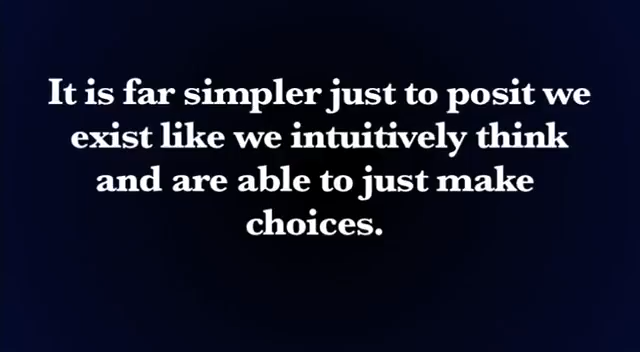 It is far simpler just to posit we
exist like we intuitively think
and are able to just make
choices.